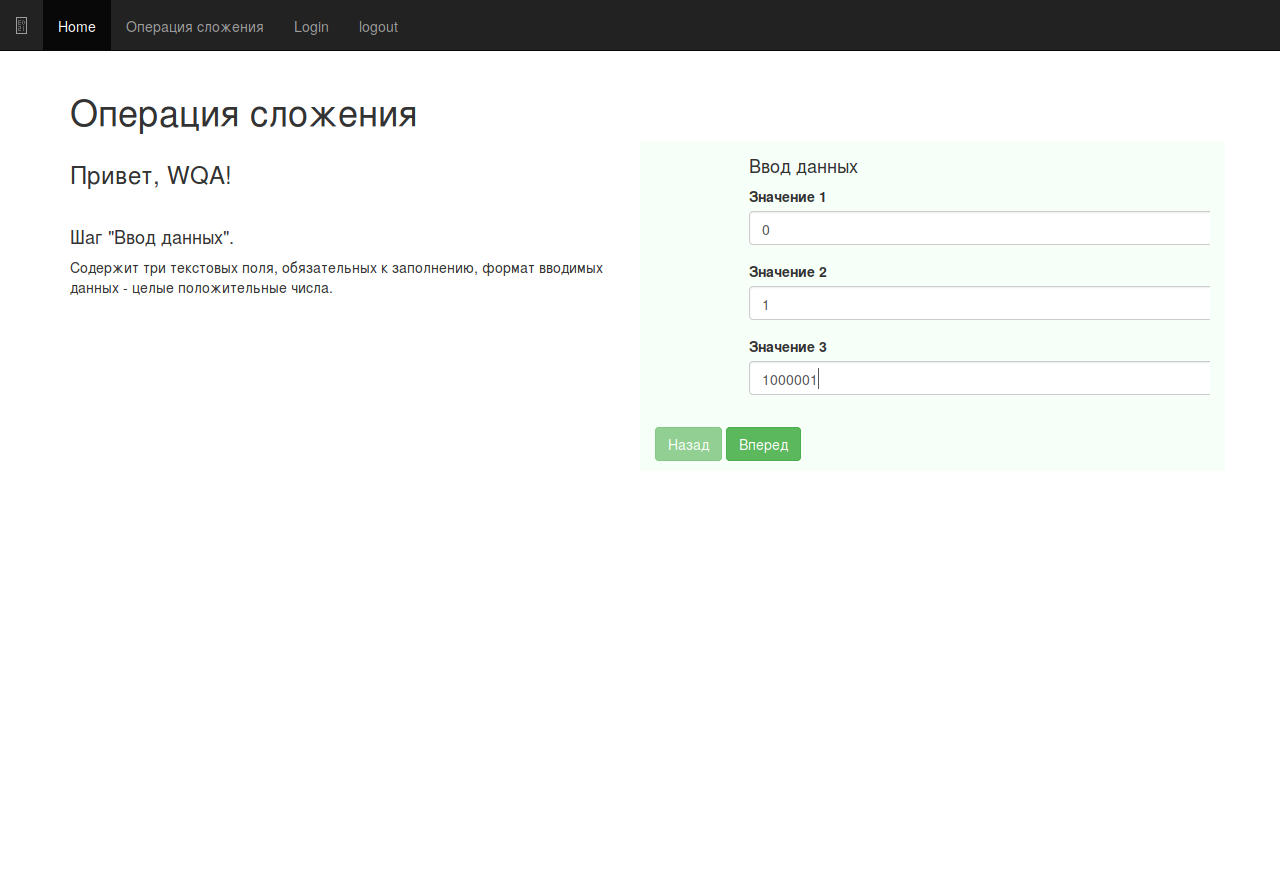 Home Операция сложения Login logout
Операция сложения
Привет, WQA!
Шаг "Ввод данных".
Содержит три текстовых поля, обязательных к заполнению, формат вводимых
данных - целые положительные числа.
Ввод данных
Значение 1
0
Значение 2
1
Значение 3
1000001
Назад Вперед